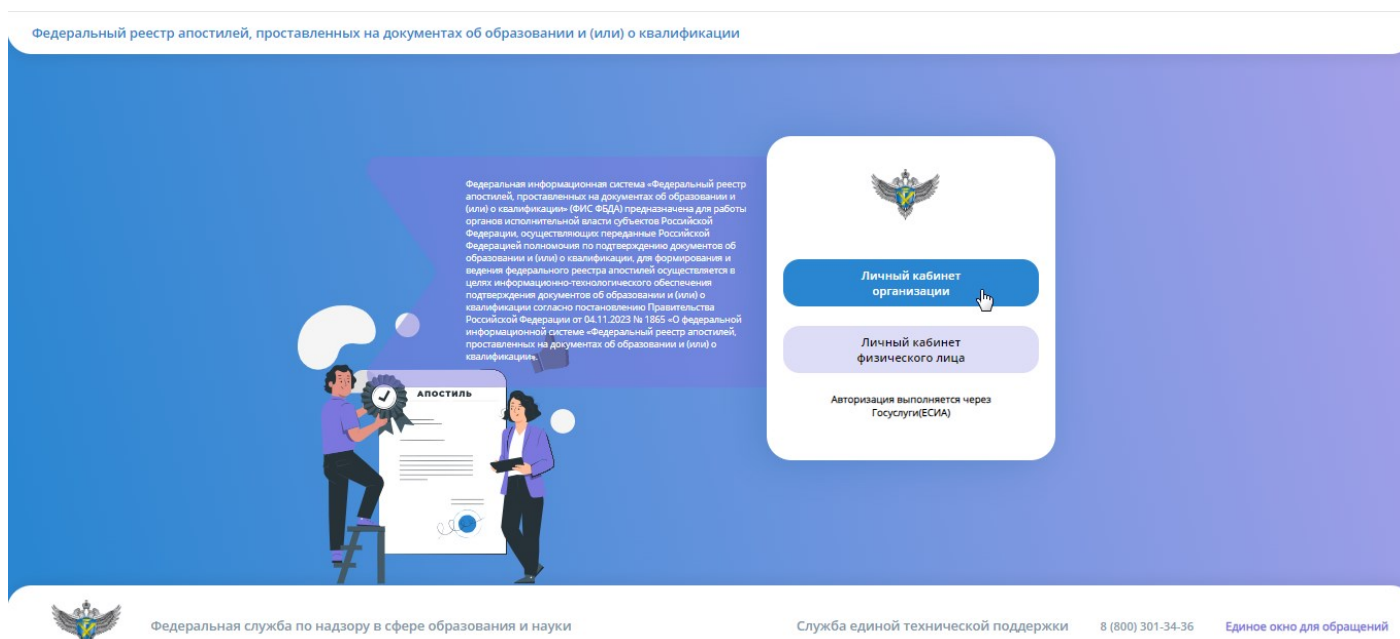 Федеральный реестр апостилей, проставленных на документах об образовании и (или) о квалификации
Федеральная информационная система «Федеральный реестр
апостилей, проставленных на документах об образовании и
(или) о квалификации» (ФИС ФБДА) предназначена для работы
органов исполнительной власти субъектов Российской
Федерации, осуществляющих переданные Российской
Федерацией полномочия по подтверждению документов об
образовании и (или) о квалификации, для формирования и
ведения федерального реестра апостилей осуществляется в
целях информационно-технологического обеспечения
подтверждения документов об образовании и (или) о
квалификации согласно постановлению Правительства
Российской Федерации от 04.11.2023 № 1865 «О федеральной
информационной системе «Федеральный реестр апостилей,
проставленных на документах об образовании и (или) о
квалификации».
АПОСТИЛЬ
Личный кабинет
организации
Личный кабинет
физического лица
Авторизация выполняется через
Госуслуги(ЕСИА)
Федеральная служба по надзору в сфере образования и науки
Служба единой технической поддержки
8 (800) 301-34-36
Единое окно для обращений